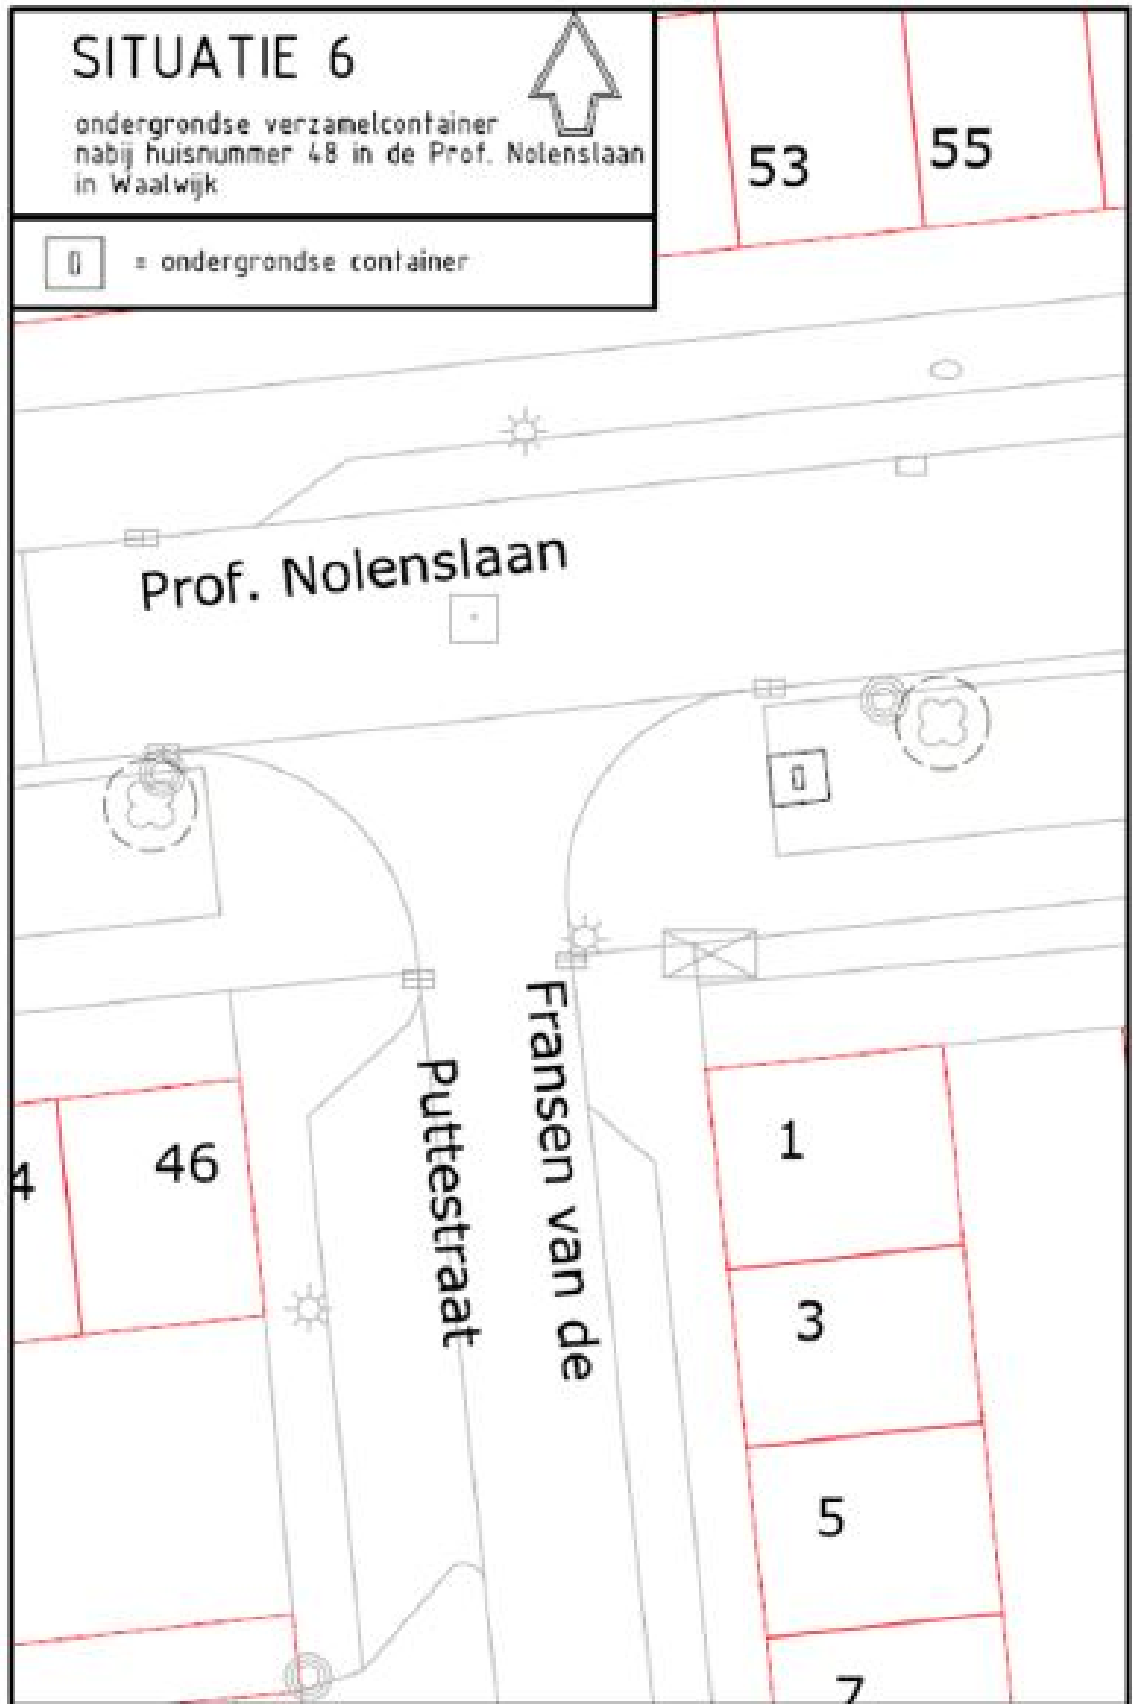 SITUATIE 6
ondergrondse verzamelcontainer
nabij huisnummer 48 in de Prof. Nolenslaan
in Waalwijk
= ondergrondse container
53
55
Prof. Nolenslaan
Fransen van de
Puttestraat
4
46
1
3
5
7